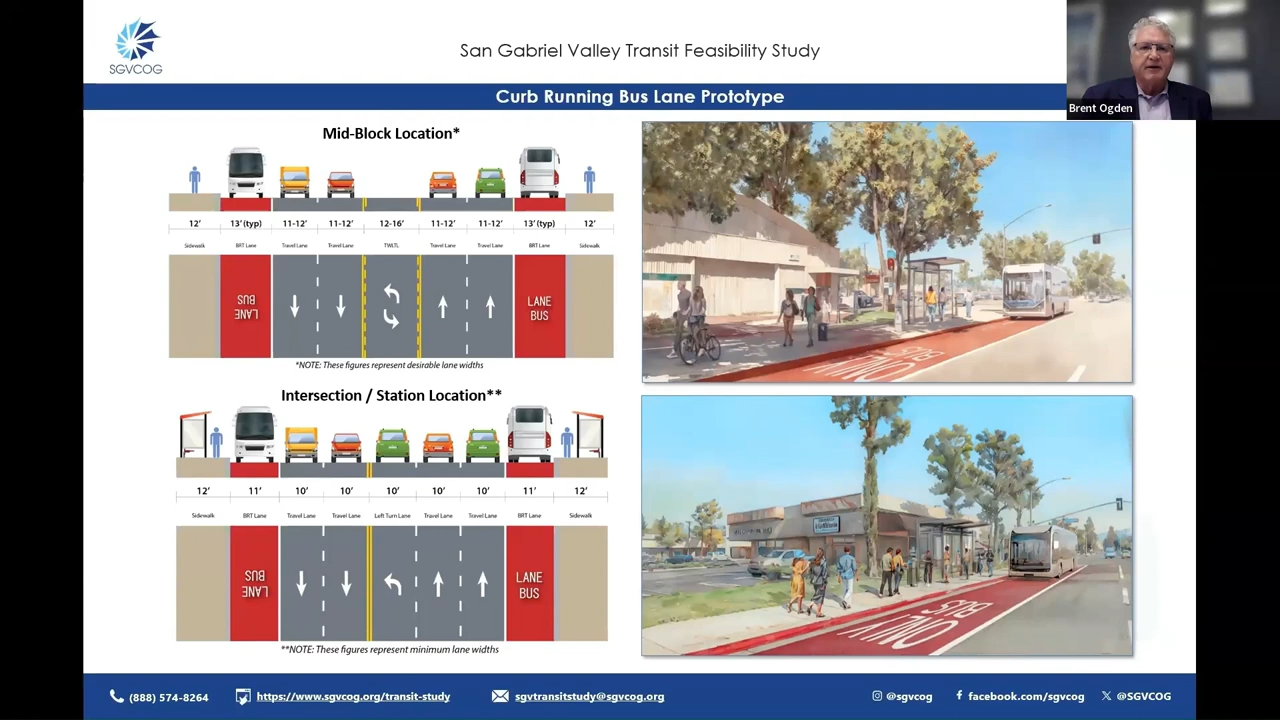 SGVCOG
San Gabriel Valley Transit Feasibility Study
Brent Ogden
Curb Running Bus Lane Prototype
Mid-Block Location*
12’ 13’ (typ) 11-12’ 11-12’ 12-16’ 11-12’ 11-12’ 13’ (typ) 12’
Sidewalk BRT Lane Travel Lane Travel Lane TWLTL Travel Lane Travel Lane BRT Lane Sidewalk
LANE
BUS
LANE
BUS
*NOTE: These figures represent desirable lane widths
Intersection / Station Location**
12’ 11’ 10’ 10’ 10’ 10’ 10’ 11’ 12’
Sidewalk BRT Lane Travel Lane Travel Lane Left Turn Lane Travel Lane Travel Lane BRT Lane Sidewalk
LANE
BUS
LANE
BUS
**NOTE: These figures represent minimum lane widths
BUS
ONLY
BUS
ONLY
(888) 574-8264
https://www.sgvcog.org/transit-study
sgvtransitstudy@sgvcog.org
@sgvcog
facebook.com/sgvcog
@SGVCOG